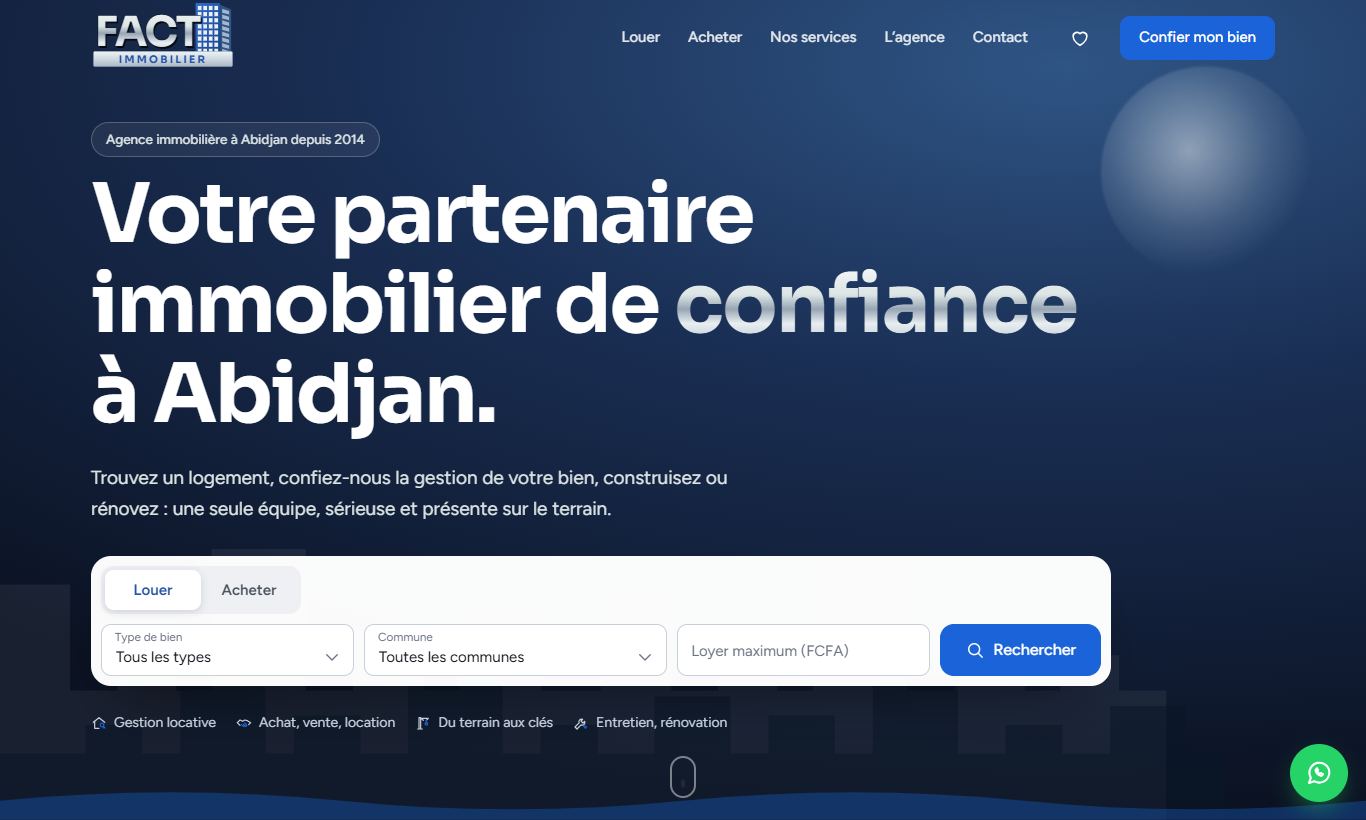 FACT
IMMOBILIER
Louer
Acheter
Nos services
L’agence
Contact
Confier mon bien
Agence immobilière à Abidjan depuis 2014
Votre partenaire
immobilier de confiance
à Abidjan.
Trouvez un logement, confiez-nous la gestion de votre bien, construisez ou
rénovez : une seule équipe, sérieuse et présente sur le terrain.
Louer
Acheter
Type de bien
Tous les types
Commune
Toutes les communes
Loyer maximum (FCFA)
Rechercher
Gestion locative
Achat, vente, location
Du terrain aux clés
Entretien, rénovation